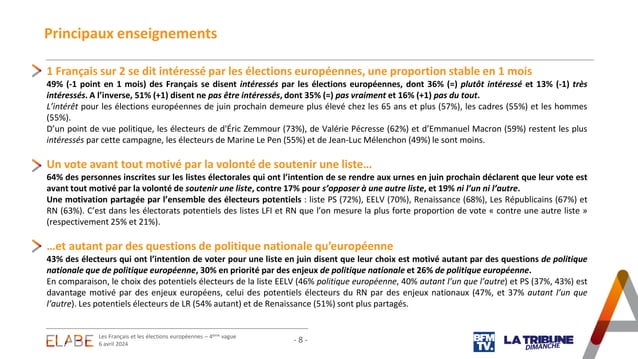 Principaux enseignements
1 Français sur 2 se dit intéressé par les élections européennes, une proportion stable en 1 mois
49% (-1 point en 1 mois) des Français se disent intéressés par les élections européennes, dont 36% (=) plutôt intéressé et 13% (-1) très
intéressés. A l'inverse, 51% (+1) disent ne pas être intéressés, dont 35% (=) pas vraiment et 16% (+1) pas du tout.
L'intérêt pour les élections européennes de juin prochain demeure plus élevé chez les 65 ans et plus (57%), les cadres (55%) et les hommes
(55%).
D'un point de vue politique, les électeurs de d'Éric Zemmour (73%), de Valérie Pécresse (62%) et d'Emmanuel Macron (59%) restent les plus
intéressés par cette campagne, les électeurs de Marine Le Pen (55%) et de Jean-Luc Mélenchon (49%) le sont moins.
Un vote avant tout motivé par la volonté de soutenir une liste…
64% des personnes inscrites sur les listes électorales qui ont l'intention de se rendre aux urnes en juin prochain déclarent que leur vote est
avant tout motivé par la volonté de soutenir une liste, contre 17% pour s'opposer à une autre liste, et 19% ni l'un ni l'autre.
Une motivation partagée par l'ensemble des électeurs potentiels : liste PS (72%), EELV (70%), Renaissance (68%), Les Républicains (67%) et
RN (63%). C'est dans les électorats potentiels des listes LFI et RN que l'on mesure la plus forte proportion de vote « contre une autre liste »
(respectivement 25% et 21%).
…et autant par des questions de politique nationale qu'européenne
43% des électeurs qui ont l'intention de voter pour une liste en juin disent que leur choix est motivé autant par des questions de politique
nationale que de politique européenne, 30% en priorité par des enjeux de politique nationale et 26% de politique européenne.
En comparaison, le choix des potentiels électeurs de la liste EELV (46% politique européenne, 40% autant l'un que l'autre) et PS (37%, 43%) est
davantage motivé par des enjeux européens, celui des potentiels électeurs du RN par des enjeux nationaux (47%, et 37% autant l'un que
l'autre). Les potentiels électeurs de LR (54% autant) et de Renaissance (51%) sont plus partagés.
ELABE
Les Français et les élections européennes – 4ème vague
6 avril 2024
- 8 -
BFM
TV.
LA TRIBUNE
DIMANCHE